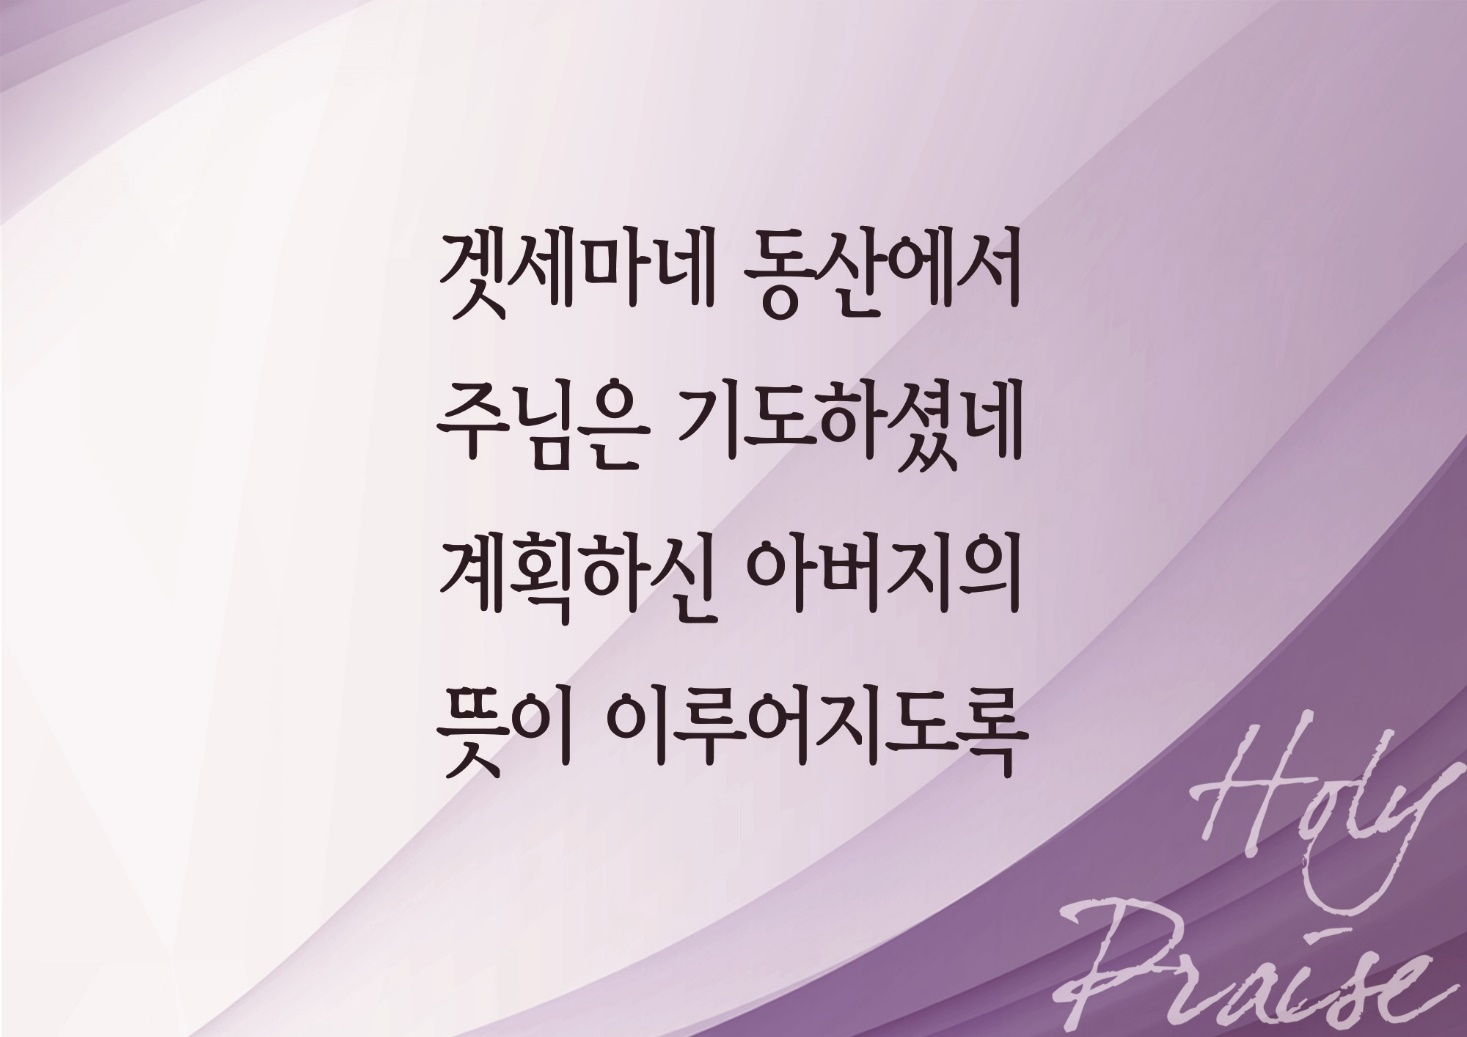 겟세마네 동산에서
주님은 기도하셨네
계획하신 아버지의
뜻이 이루어지도록
Holy
Praise